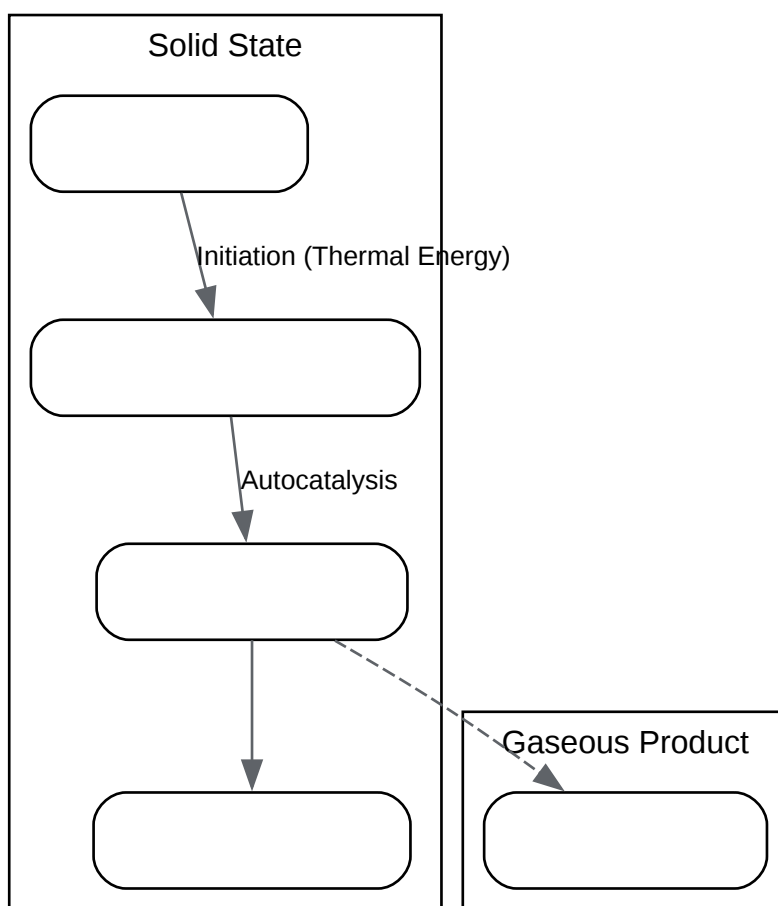 Solid State
Initiation (Thermal Energy)
Autocatalysis
Gaseous Product